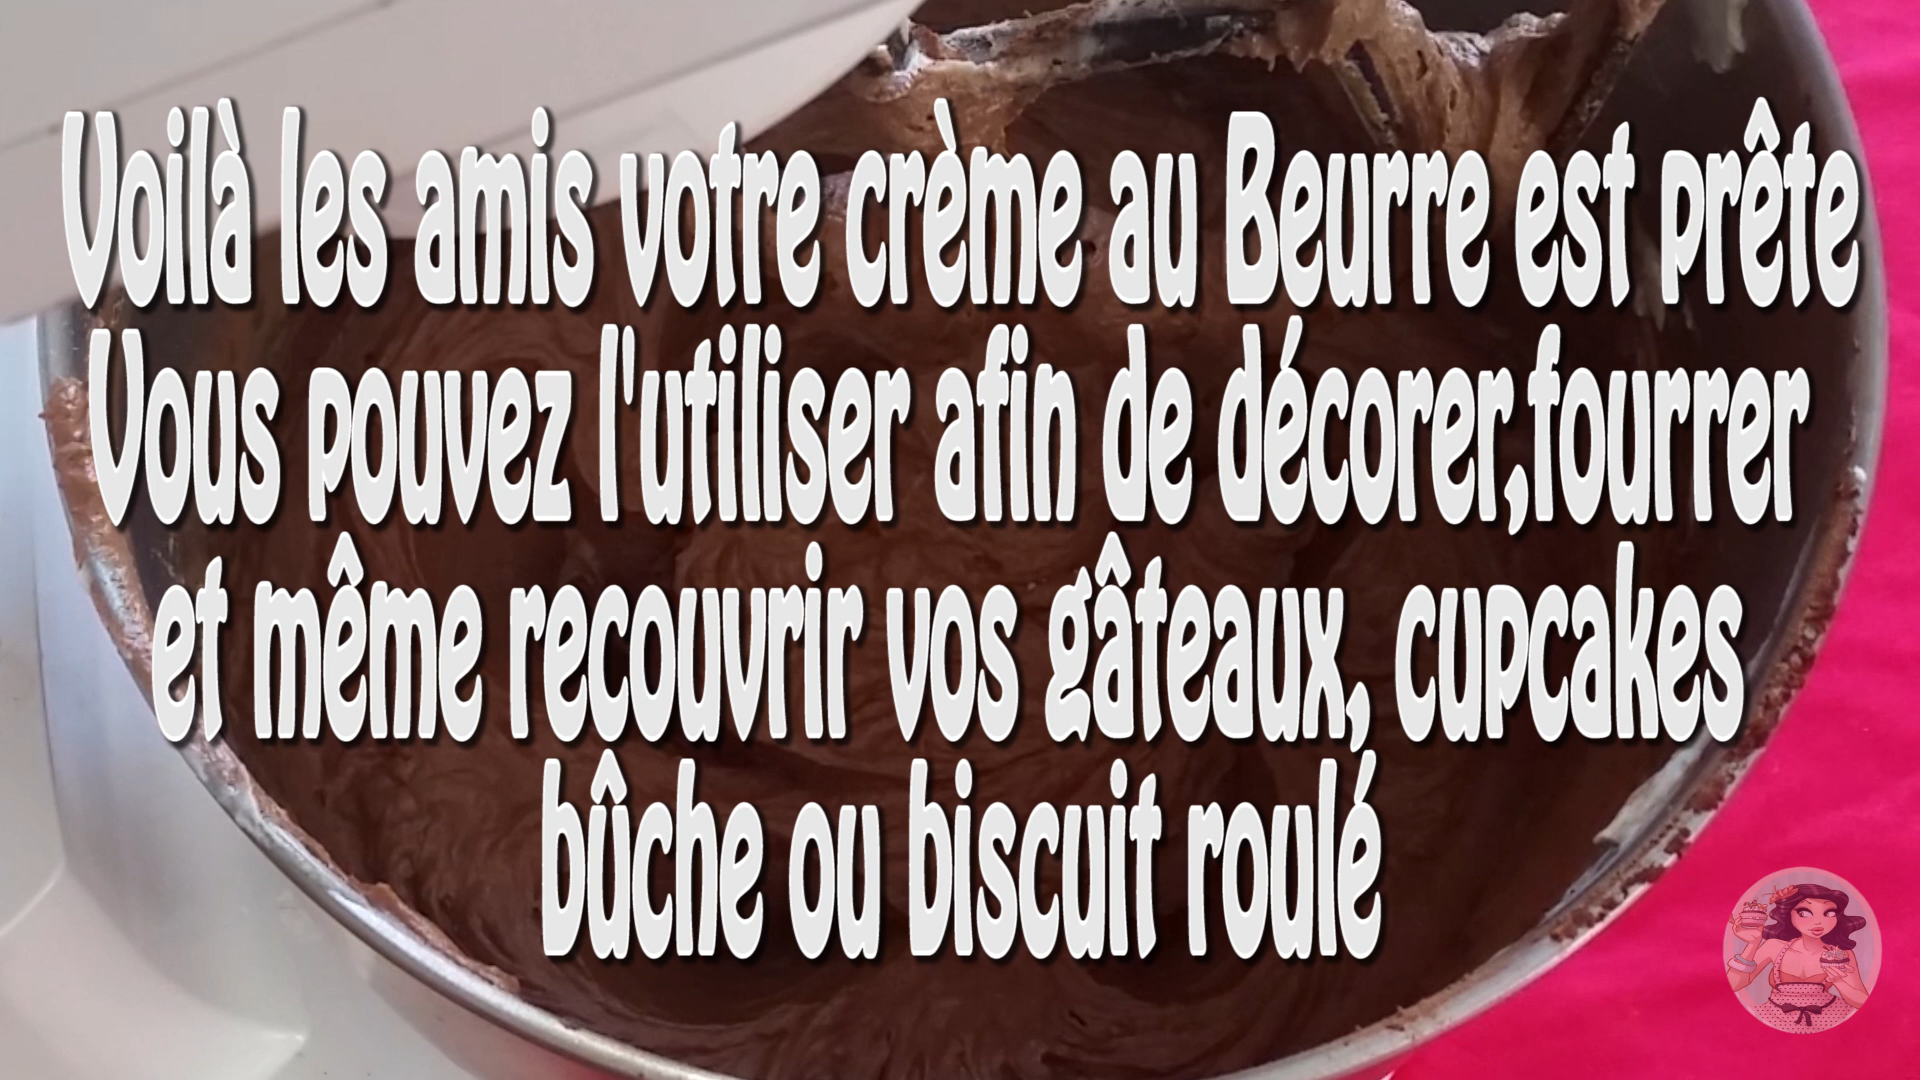 Voilà les amis votre crème au Beurre est prête
Vous pouvez l'utiliser afin de décorer,fourrer
et même recouvrir vos gâteaux, cupcakes
bûche ou biscuit roulé